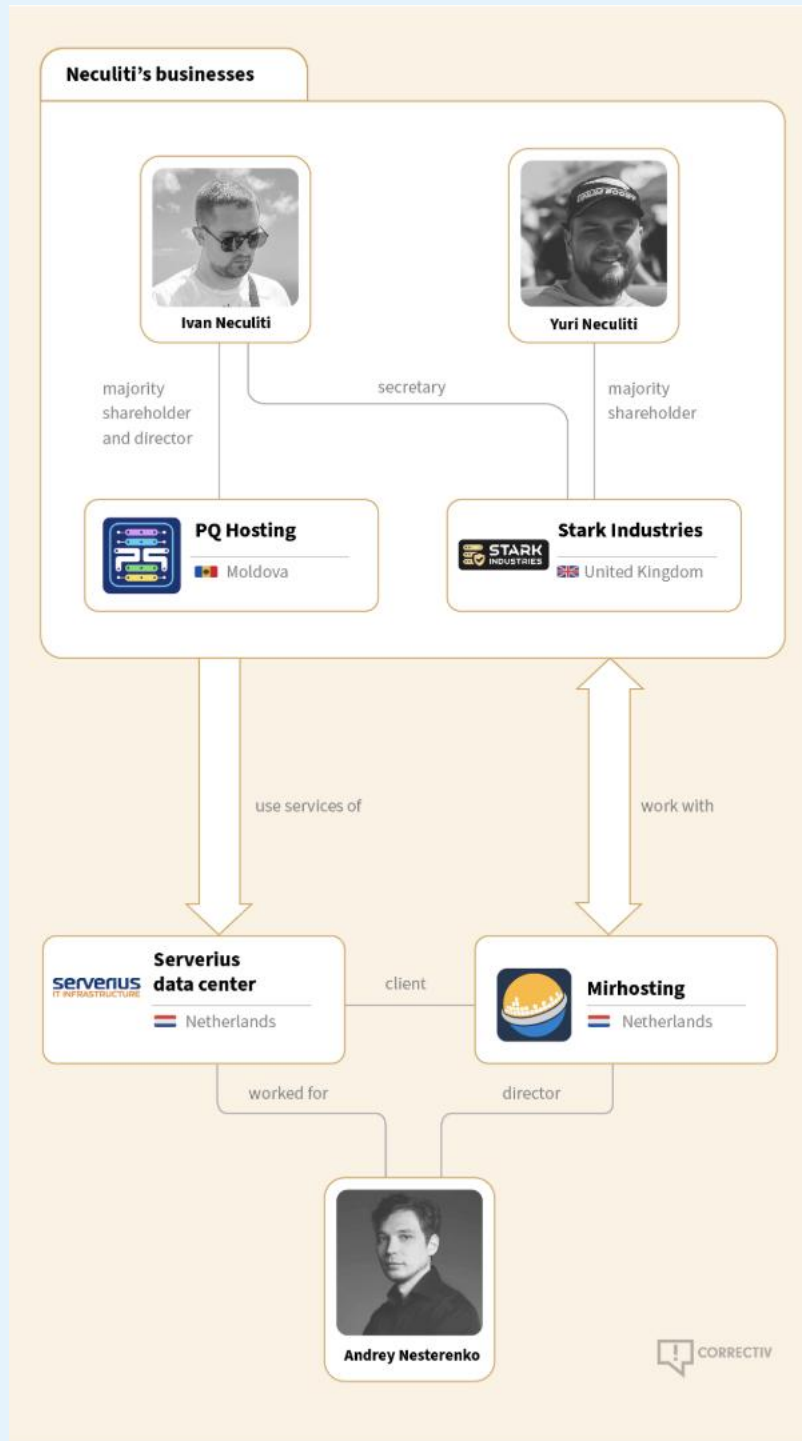 Neculiti's businesses
Ivan Neculiti
Yuri Neculiti
majority
shareholder
and director
secretary
majority
shareholder
PQ Hosting
Moldova
STARK
INDUSTRIES
Stark Industries
United Kingdom
use services of
work with
serverius
IT INFRASTRUCTURE
Serverius
data center
Netherlands
client
Mirhosting
Netherlands
worked for
director
Andrey Nesterenko
CORRECTIV